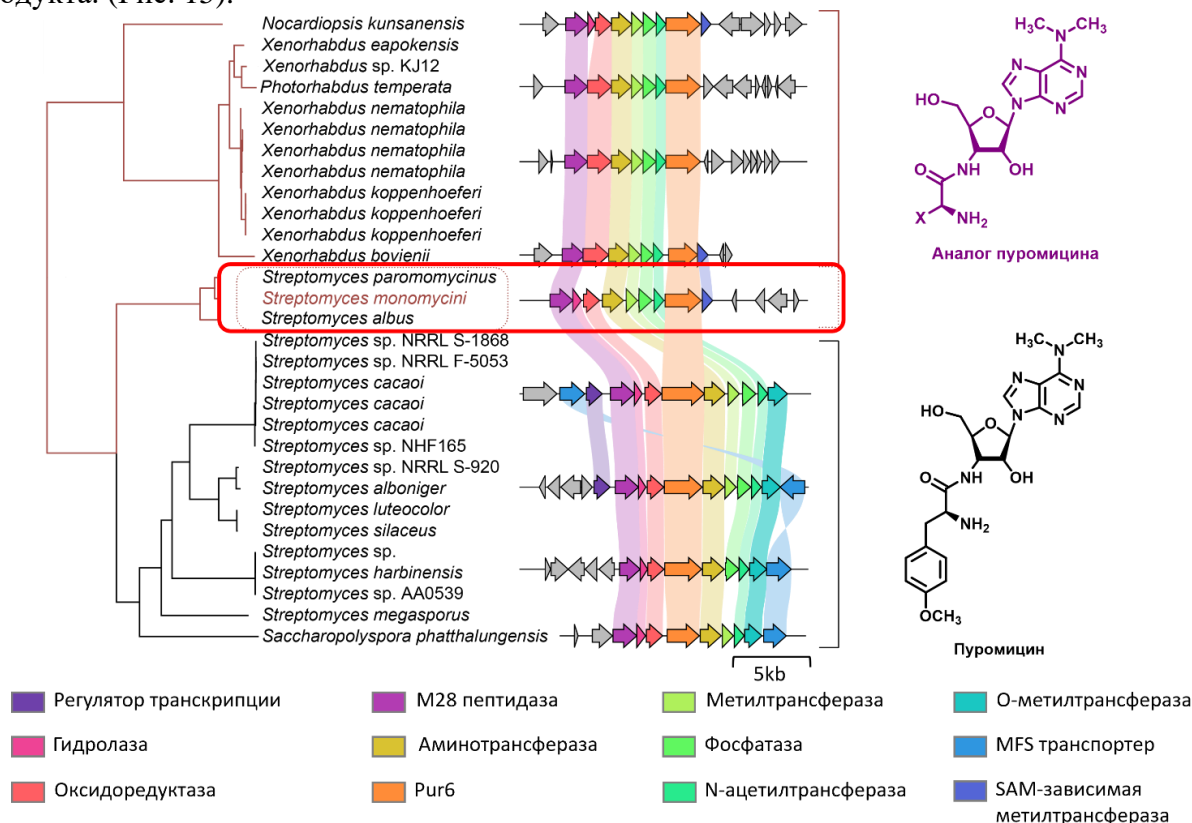 одукта. (Рис. 13).
Nocardiopsis kunsanensis
Xenorhabdus eapokensis
Xenorhabdus sp. KJ12
Photorhabdus temperata
Xenorhabdus nematophila
Xenorhabdus nematophila
Xenorhabdus nematophila
Xenorhabdus nematophila
Xenorhabdus koppenhoeferi
Xenorhabdus koppenhoeferi
Xenorhabdus koppenhoeferi
Xenorhabdus bovienii
Streptomyces paromomycinus
Streptomyces monomycini
Streptomyces albus
Streptomyces sp. NRRL S-1868
Streptomyces sp. NRRL F-5053
Streptomyces cacaoi
Streptomyces cacaoi
Streptomyces cacaoi
Streptomyces sp. NHF165
Streptomyces sp. NRRL S-920
Streptomyces alboniger
Streptomyces luteocolor
Streptomyces silaceus
Streptomyces sp.
Streptomyces harbinensis
Streptomyces sp. AA0539
Streptomyces megasporus
Saccharopolyspora phatthalungensis
5kb
H₃C CH₃
N
N N
HO N N
O
O NH OH
X NH₂
Аналог пуромицина
H₃C CH₃
N
N N
HO N N
O
O NH OH
NH₂
OCH₃
Пуромицин
Регулятор транскрипции
M28 пептидаза
Метилтрансфераза
О-метилтрансфераза
Гидролаза
Аминотрансфераза
Фосфатаза
MFS транспортер
Оксидоредуктаза
Pur6
N-ацетилтрансфераза
SAM-зависимая
метилтрансфераза